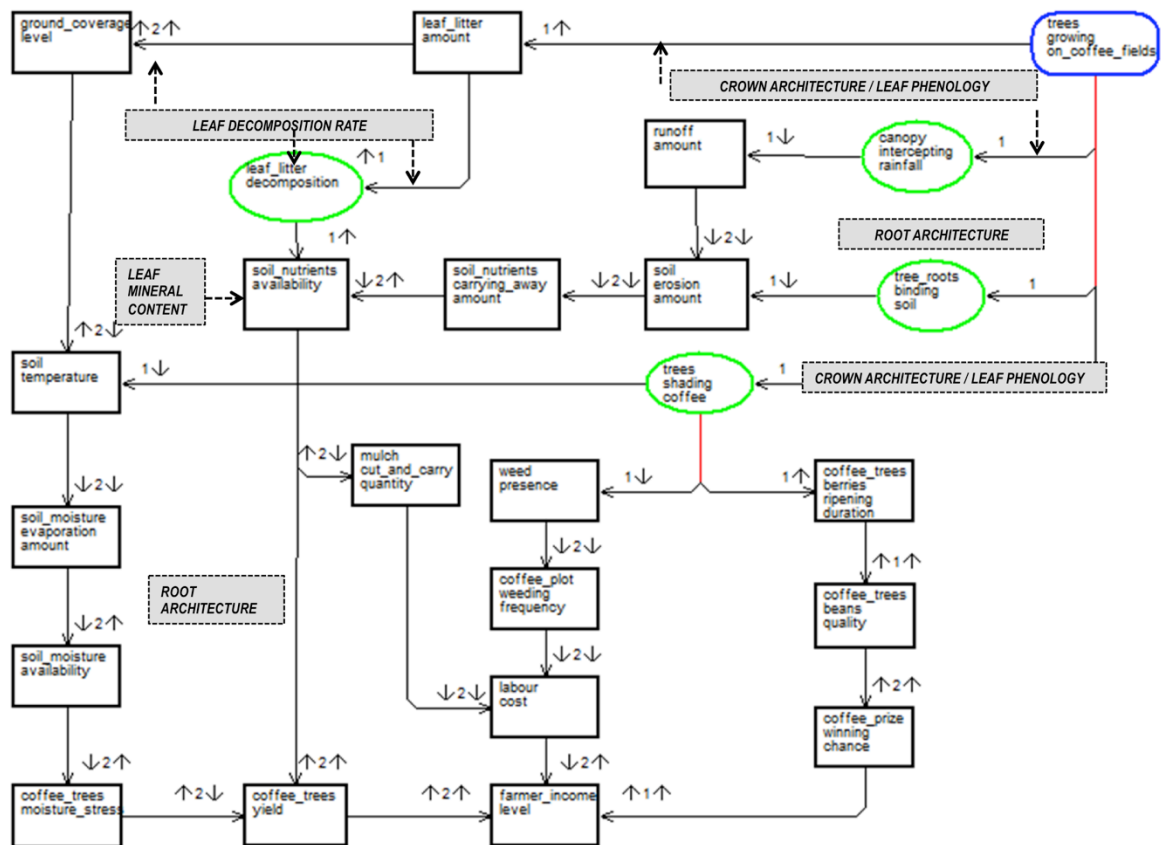 ground_coverage
level
↑2↑
leaf_litter
amount
1↑
trees
growing
on_coffee_fields
CROWN ARCHITECTURE / LEAF PHENOLOGY
LEAF DECOMPOSITION RATE
runoff
amount
1↓
canopy
intercepting
rainfall
1
↑1
leaf_litter
decomposition
1↑
↓2↓
ROOT ARCHITECTURE
LEAF
MINERAL
CONTENT
soil_nutrients
availability
↓2↑
soil_nutrients
carrying_away
amount
↓2↓
soil
erosion
amount
1↓
tree_roots
binding
soil
1
↑2↓
soil
temperature
1↓
trees
shading
coffee
1
CROWN ARCHITECTURE / LEAF PHENOLOGY
↑2↓
mulch
cut_and_carry
quantity
weed
presence
1↓
1↑
coffee_trees
berries
ripening
duration
↓2↓
soil_moisture
evaporation
amount
↓2↓
↑1↑
coffee_plot
weeding
frequency
coffee_trees
beans
quality
ROOT
ARCHITECTURE
↓2↑
soil_moisture
availability
↓2↓
↓2↓
labour
cost
↑2↑
coffee_prize
winning
chance
↓2↑
↑2↑
↓2↑
coffee_trees
moisture_stress
↑2↓
coffee_trees
yield
↑2↑
farmer_income
level
↑1↑